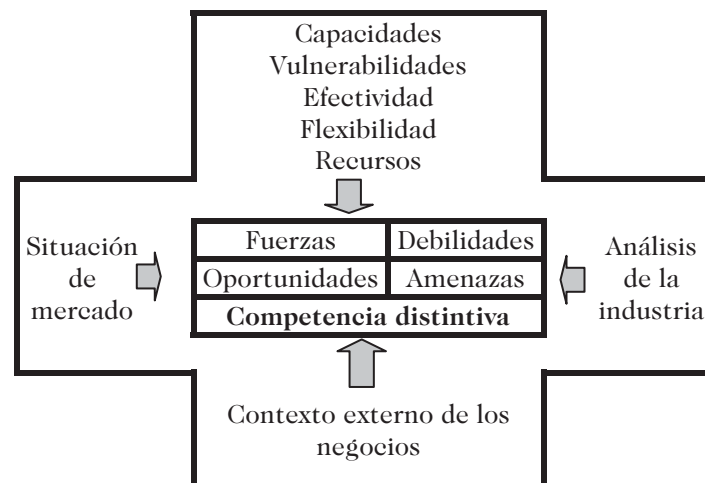 Capacidades
Vulnerabilidades
Efectividad
Flexibilidad
Recursos
Situación
de
mercado
Fuerzas
Debilidades
Oportunidades
Amenazas
Competencia distintiva
Análisis
de la
industria
Contexto externo de los
negocios